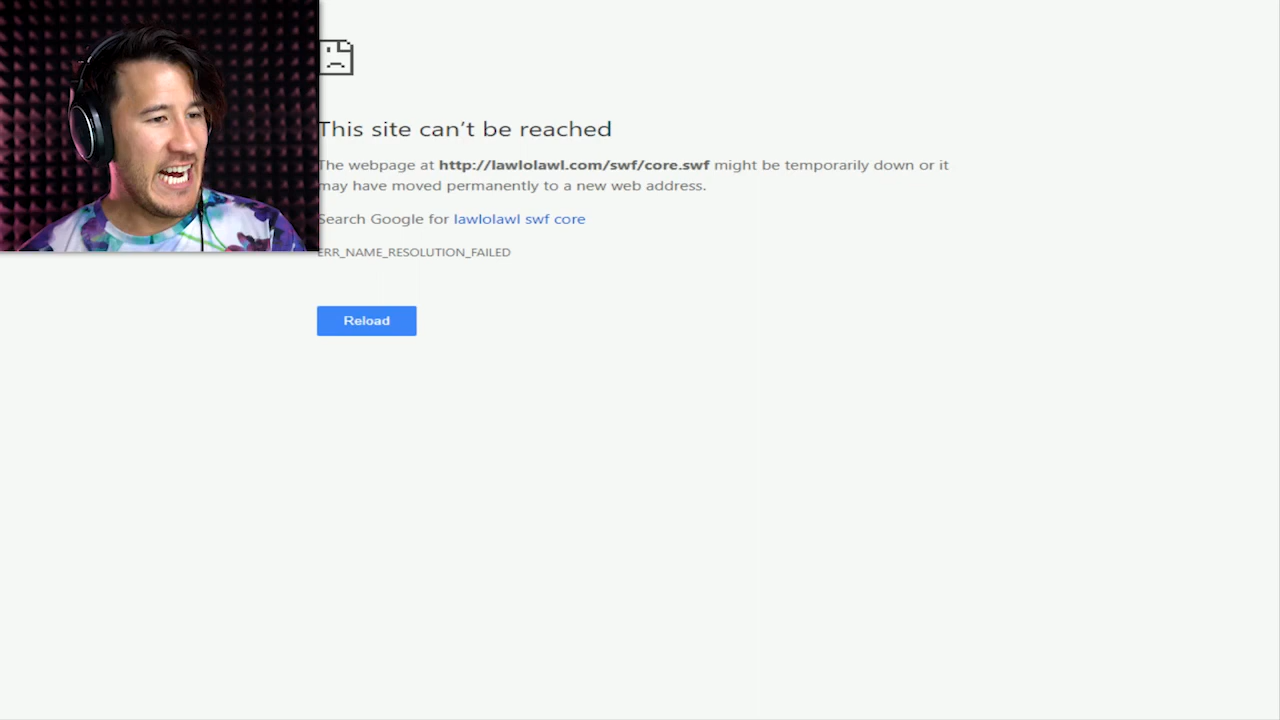 This site can’t be reached
The webpage at http://lawlolawl.com/swf/core.swf might be temporarily down or it
may have moved permanently to a new web address.
Search Google for lawlolawl swf core
ERR_NAME_RESOLUTION_FAILED
Reload